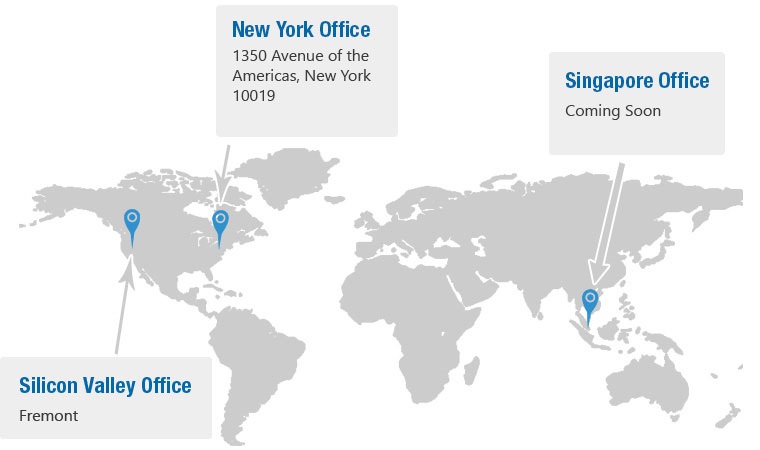 New York Office
1350 Avenue of the
Americas, New York
10019
Singapore Office
Coming Soon
Silicon Valley Office
Fremont